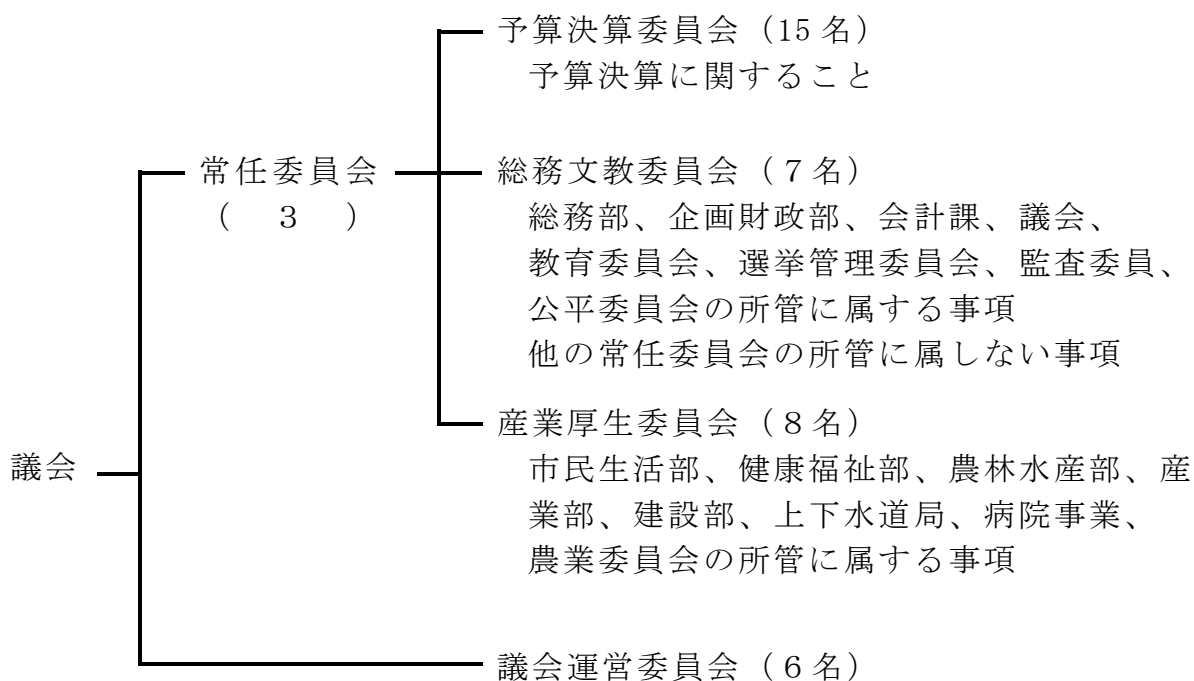 予算決算委員会（15名）
予算決算に関すること
常任委員会
（　3　）
総務文教委員会（７名）
総務部、企画財政部、会計課、議会、
教育委員会、選挙管理委員会、監査委員、
公平委員会の所管に属する事項
他の常任委員会の所管に属しない事項
産業厚生委員会（８名）
市民生活部、健康福祉部、農林水産部、産
業部、建設部、上下水道局、病院事業、
農業委員会の所管に属する事項
議会
議会運営委員会（６名）